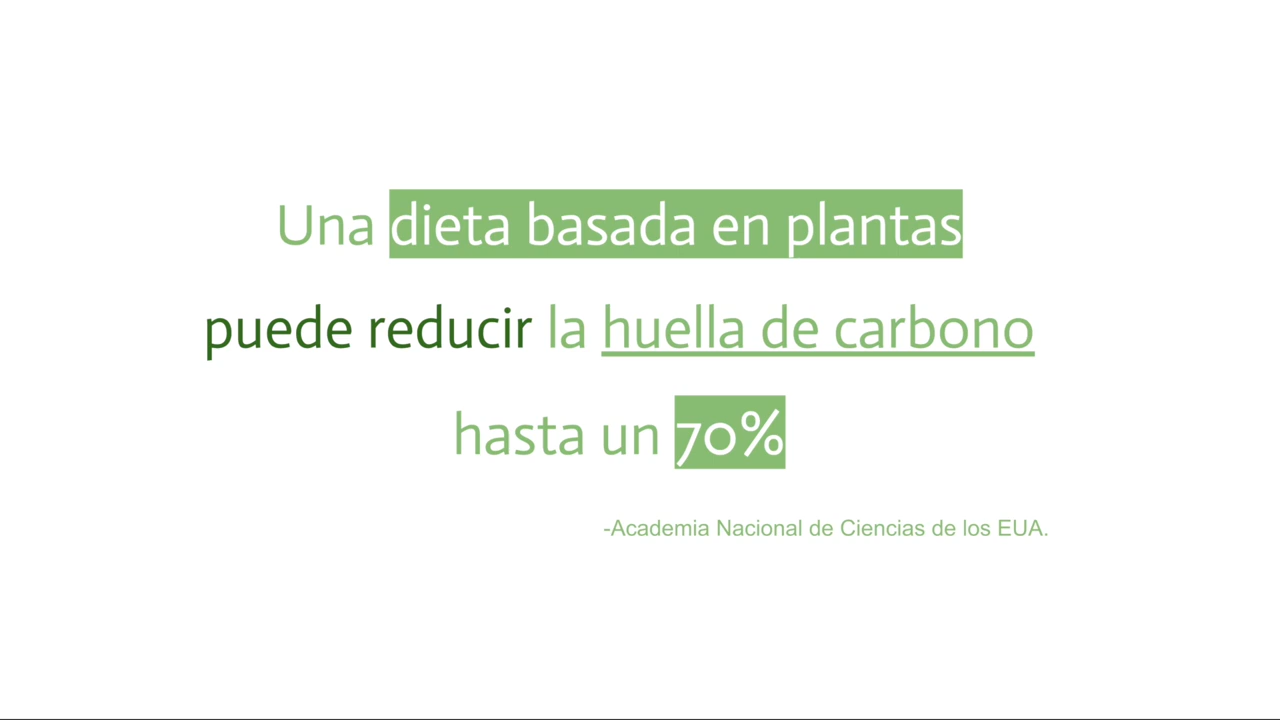 Una dieta basada en plantas
puede reducir la huella de carbono
hasta un 70%
-Academia Nacional de Ciencias de los EUA.